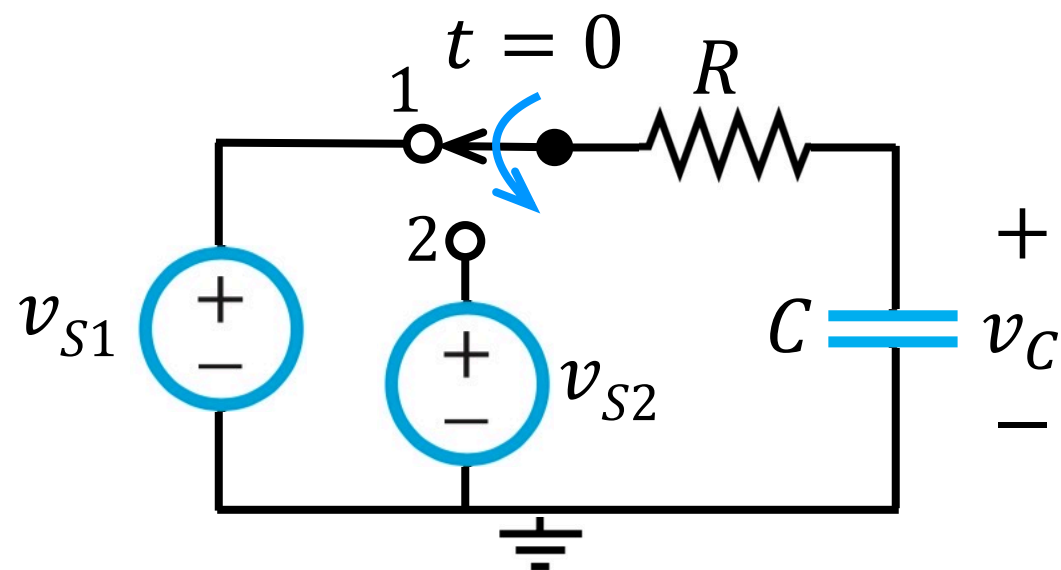 t = 0
R
1
2
+
−
v_{S1}
+
−
v_{S2}
C
+
v_C
−